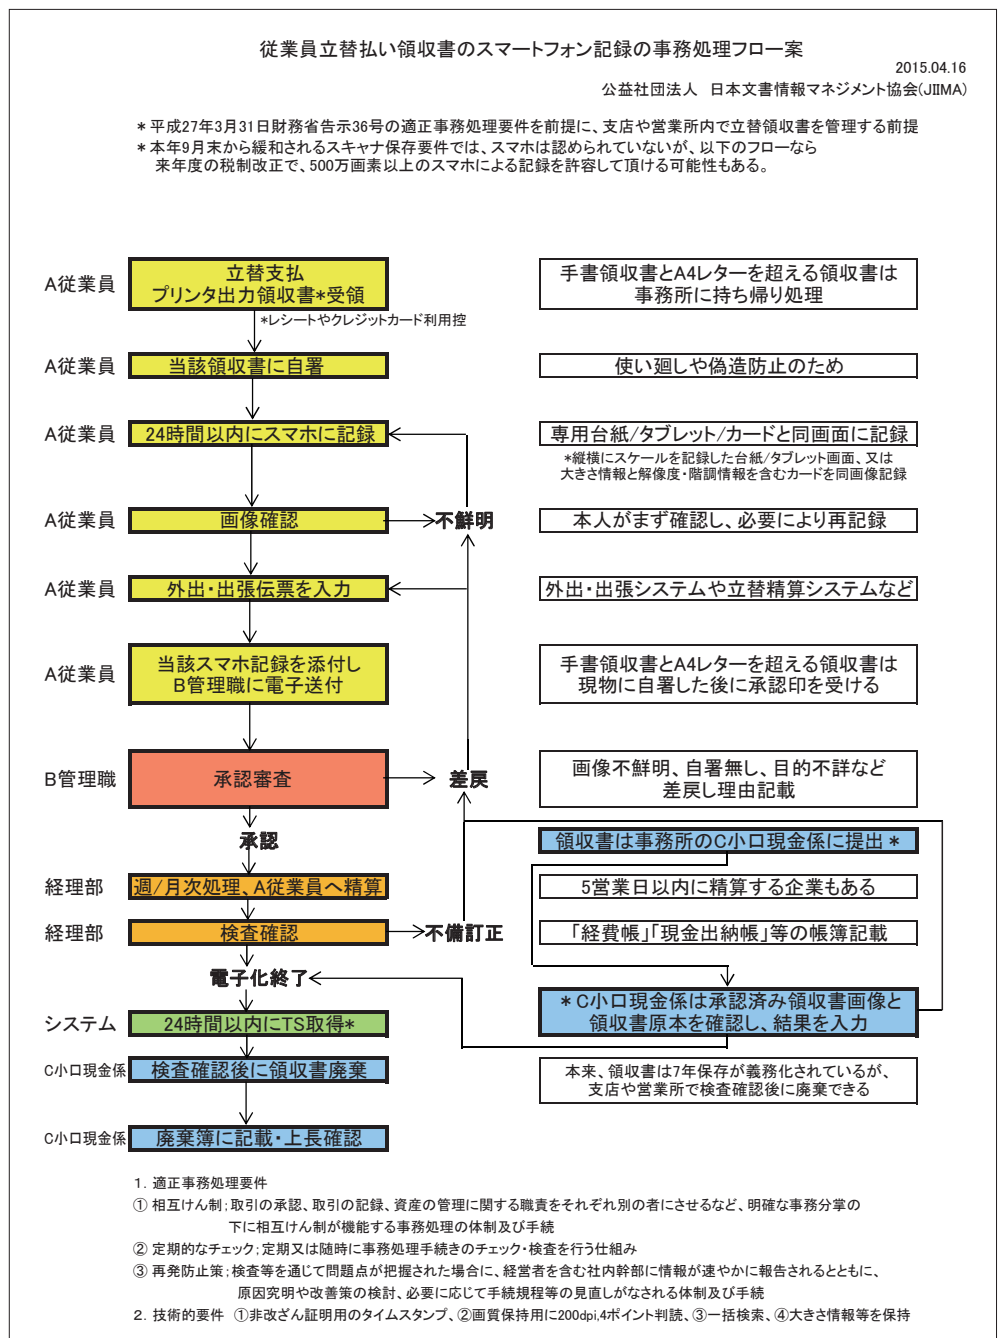 従業員立替払い領収書のスマートフォン記録の事務処理フロー案
2015.04.16
公益社団法人 日本文書情報マネジメント協会(JIIMA)
*平成27年3月31日財務省告示36号の適正事務処理要件を前提に、支店や営業所内で立替領収書を管理する前提
*本年9月末から緩和されるスキャナ保存要件では、スマホは認められていないが、以下のフローなら
来年度の税制改正で、500万画素以上のスマホによる記録を許容して頂ける可能性もある。
A従業員
立替支払
プリンタ出力領収書*受領
手書領収書とA4レターを超える領収書は
事務所に持ち帰り処理
*レシートやクレジットカード利用控
A従業員
当該領収書に自署
使い廻しや偽造防止のため
A従業員
24時間以内にスマホに記録
専用台紙/タブレット/カードと同画面に記録
*縦横にスケールを記録した台紙/タブレット画面、又は
大きさ情報と解像度・階調情報を含むカードを同画像記録
A従業員
画像確認
不鮮明
本人がまず確認し、必要により再記録
A従業員
外出・出張伝票を入力
外出・出張システムや立替精算システムなど
A従業員
当該スマホ記録を添付し
B管理職に電子送付
手書領収書とA4レターを超える領収書は
現物に自署した後に承認印を受ける
B管理職
承認審査
差戻
画像不鮮明、自署無し、目的不詳など
差戻し理由記載
承認
領収書は事務所のC小口現金係に提出*
経理部
週/月次処理、A従業員へ精算
5営業日以内に精算する企業もある
経理部
検査確認
不備訂正
「経費帳」「現金出納帳」等の帳簿記載
電子化終了
*C小口現金係は承認済み領収書画像と
領収書原本を確認し、結果を入力
システム
24時間以内にTS取得*
C小口現金係
検査確認後に領収書廃棄
本来、領収書は7年保存が義務化されているが、
支店や営業所で検査確認後に廃棄できる
C小口現金係
廃棄簿に記載・上長確認
1. 適正事務処理要件
① 相互けん制;取引の承認、取引の記録、資産の管理に関する職責をそれぞれ別の者にさせるなど、明確な事務分掌の
下に相互けん制が機能する事務処理の体制及び手続
② 定期的なチェック;定期又は随時に事務処理手続きのチェック・検査を行う仕組み
③ 再発防止策;検査等を通じて問題点が把握された場合に、経営者を含む社内幹部に情報が速やかに報告されるとともに、
原因究明や改善策の検討、必要に応じて手続規程等の見直しがなされる体制及び手続
2. 技術的要件 ①非改ざん証明用のタイムスタンプ、②画質保持用に200dpi,4ポイント判読、③一括検索、④大きさ情報等を保持